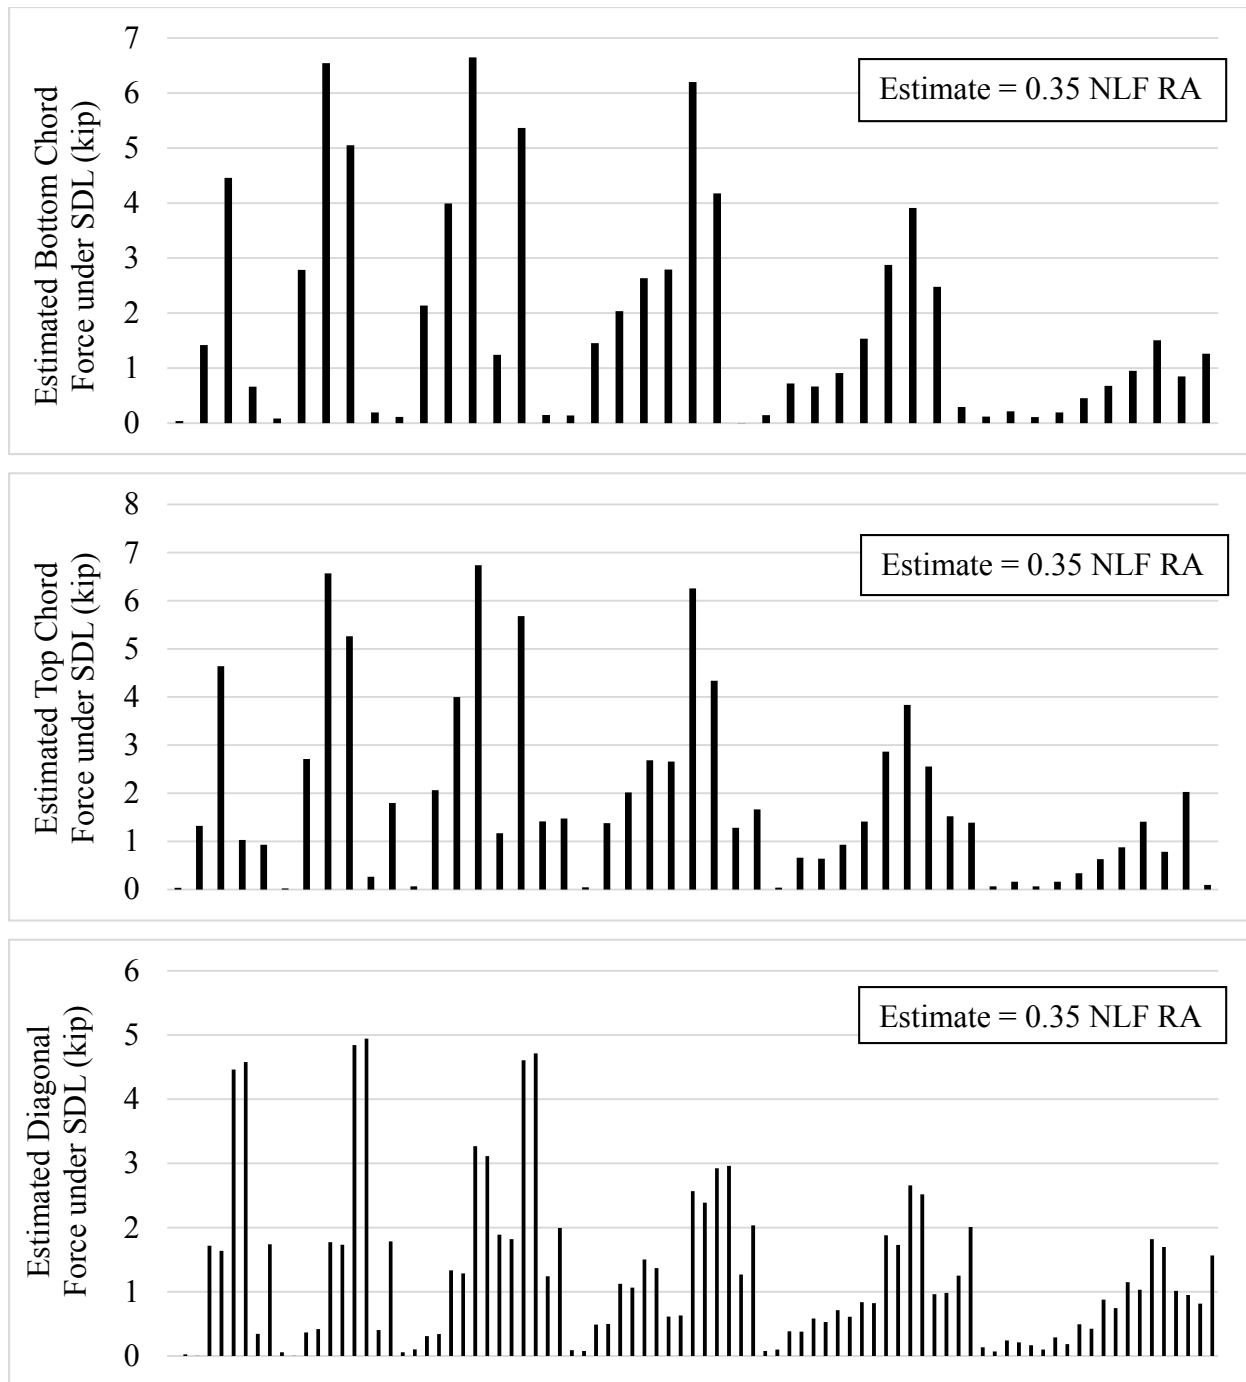 Estimated Bottom Chord
Force under SDL (kip)
7
6
5
4
3
2
1
0
Estimate = 0.35 NLF RA
Estimated Top Chord
Force under SDL (kip)
8
7
6
5
4
3
2
1
0
Estimate = 0.35 NLF RA
Estimated Diagonal
Force under SDL (kip)
6
5
4
3
2
1
0
Estimate = 0.35 NLF RA